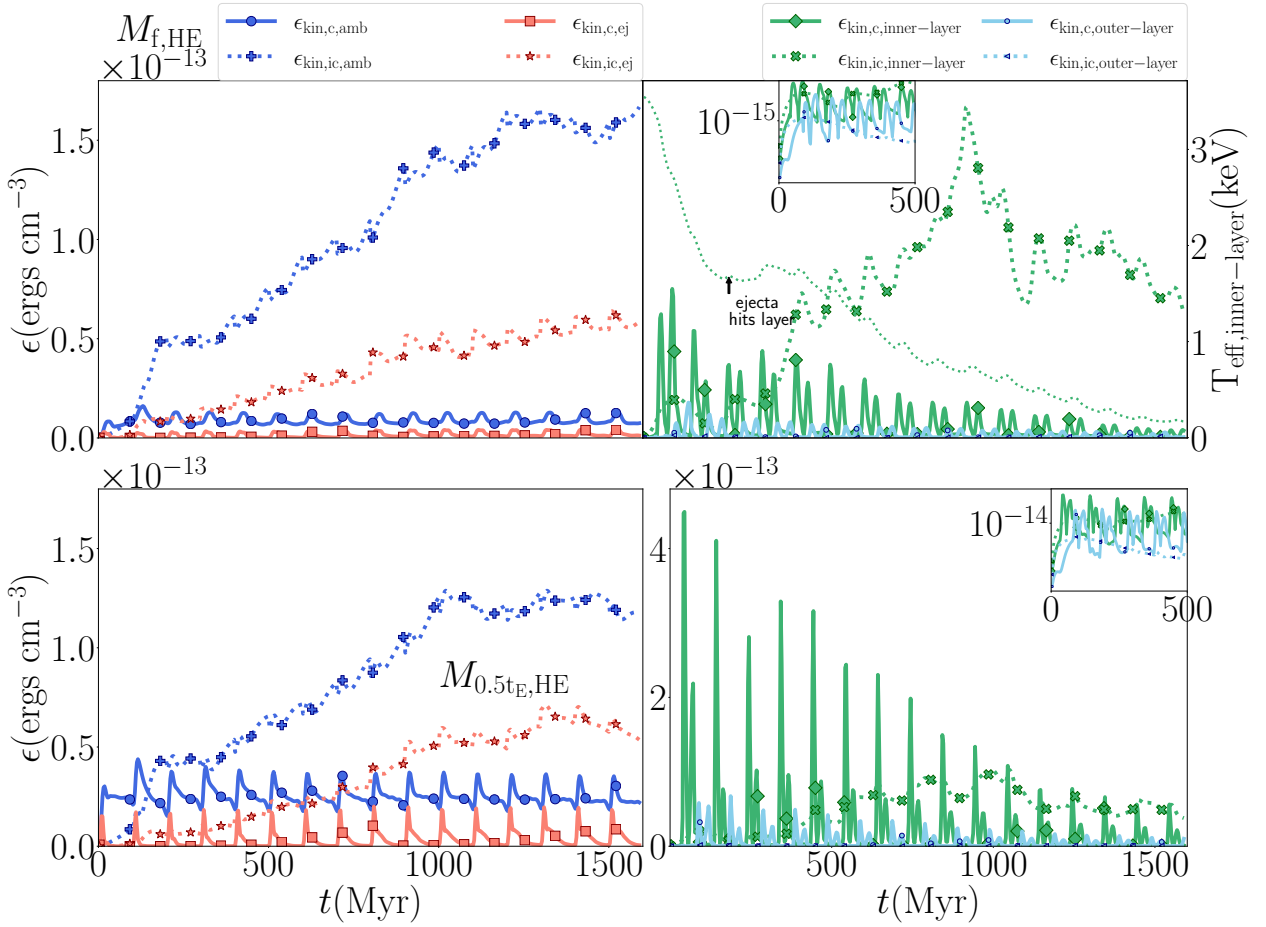 M_f,HE
ϵ_kin,c,amb
ϵ_kin,ic,amb
ϵ_kin,c,ej
ϵ_kin,ic,ej
ϵ_kin,c,inner−layer
ϵ_kin,ic,inner−layer
ϵ_kin,c,outer−layer
ϵ_kin,ic,outer−layer
×10^−13
1.5
1.0
0.5
0.0
ϵ(ergs cm^−3)
10^−15
0
500
ejecta
hits layer
3
2
1
0
T_eff,inner−layer(keV)
×10^−13
1.5
1.0
0.5
0.0
ϵ(ergs cm^−3)
M_0.5t_E,HE
0
500
1000
1500
t(Myr)
×10^−13
4
2
0
10^−14
0
500
500
1000
1500
t(Myr)